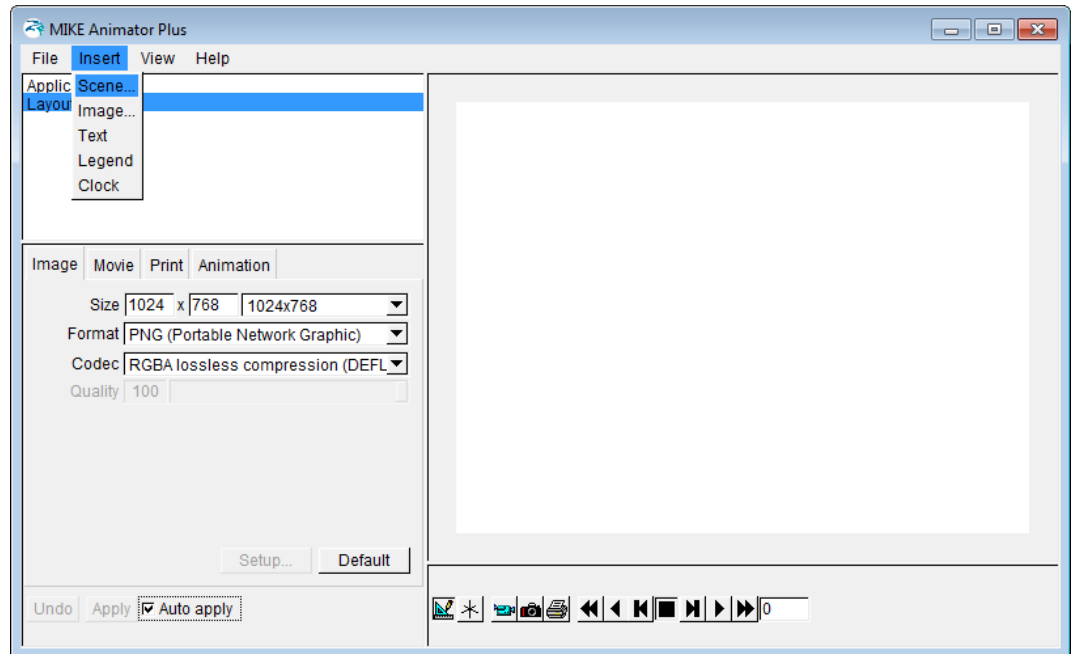 MIKE Animator Plus
File Insert View Help
Applic
Scene...
Layou
Image...
Text
Legend
Clock
Image Movie Print Animation
Size 1024 x 768 1024x768
Format PNG (Portable Network Graphic)
Codec RGBA lossless compression (DEFL
Quality 100
Setup... Default
Undo Apply Auto apply
0